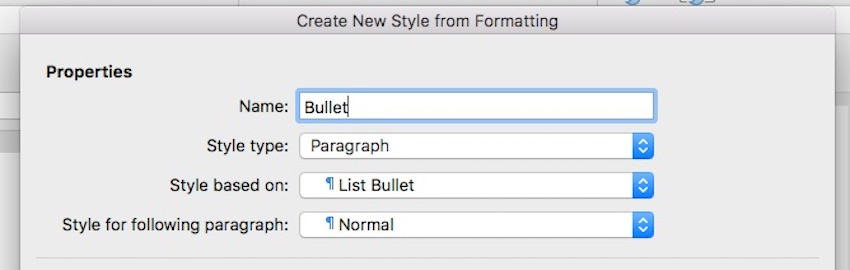 Create New Style from Formatting
Properties
Name: Bullet
Style type: Paragraph
Style based on: ¶ List Bullet
Style for following paragraph: ¶ Normal